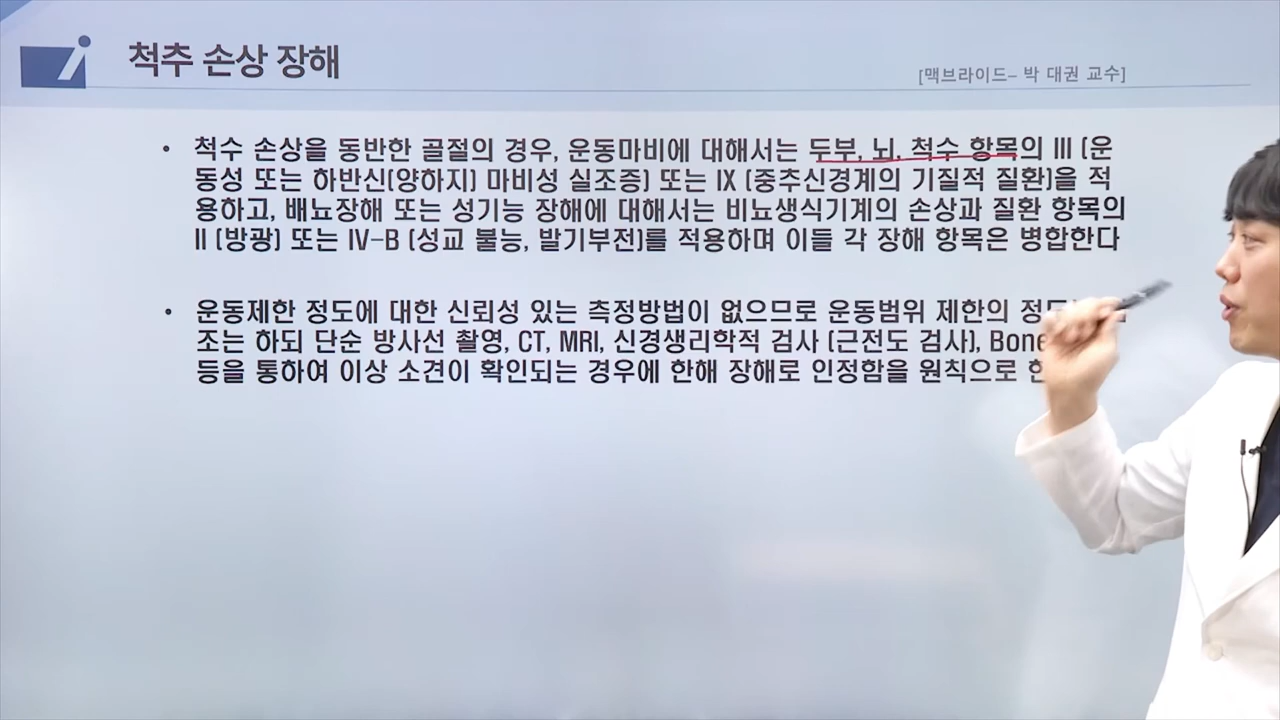 척추 손상 장해
[맥브라이드- 박 대권 교수]
• 척수 손상을 동반한 골절의 경우, 운동마비에 대해서는 두부, 뇌, 척수 항목의 III (운
동성 또는 하반신(양하지) 마비성 실조증) 또는 IX (중추신경계의 기질적 질환)을 적
용하고, 배뇨장해 또는 성기능 장해에 대해서는 비뇨생식기계의 손상과 질환 항목의
II (방광) 또는 IV-B (성교 불능, 발기부전)를 적용하며 이들 각 장해 항목은 병합한다
• 운동제한 정도에 대한 신뢰성 있는 측정방법이 없으므로 운동범위 제한의
조는 하되 단순 방사선 촬영, CT, MRI, 신경생리학적 검사 (근전도 검사), Bone
등을 통하여 이상 소견이 확인되는 경우에 한해 장해로 인정함을 원칙으로